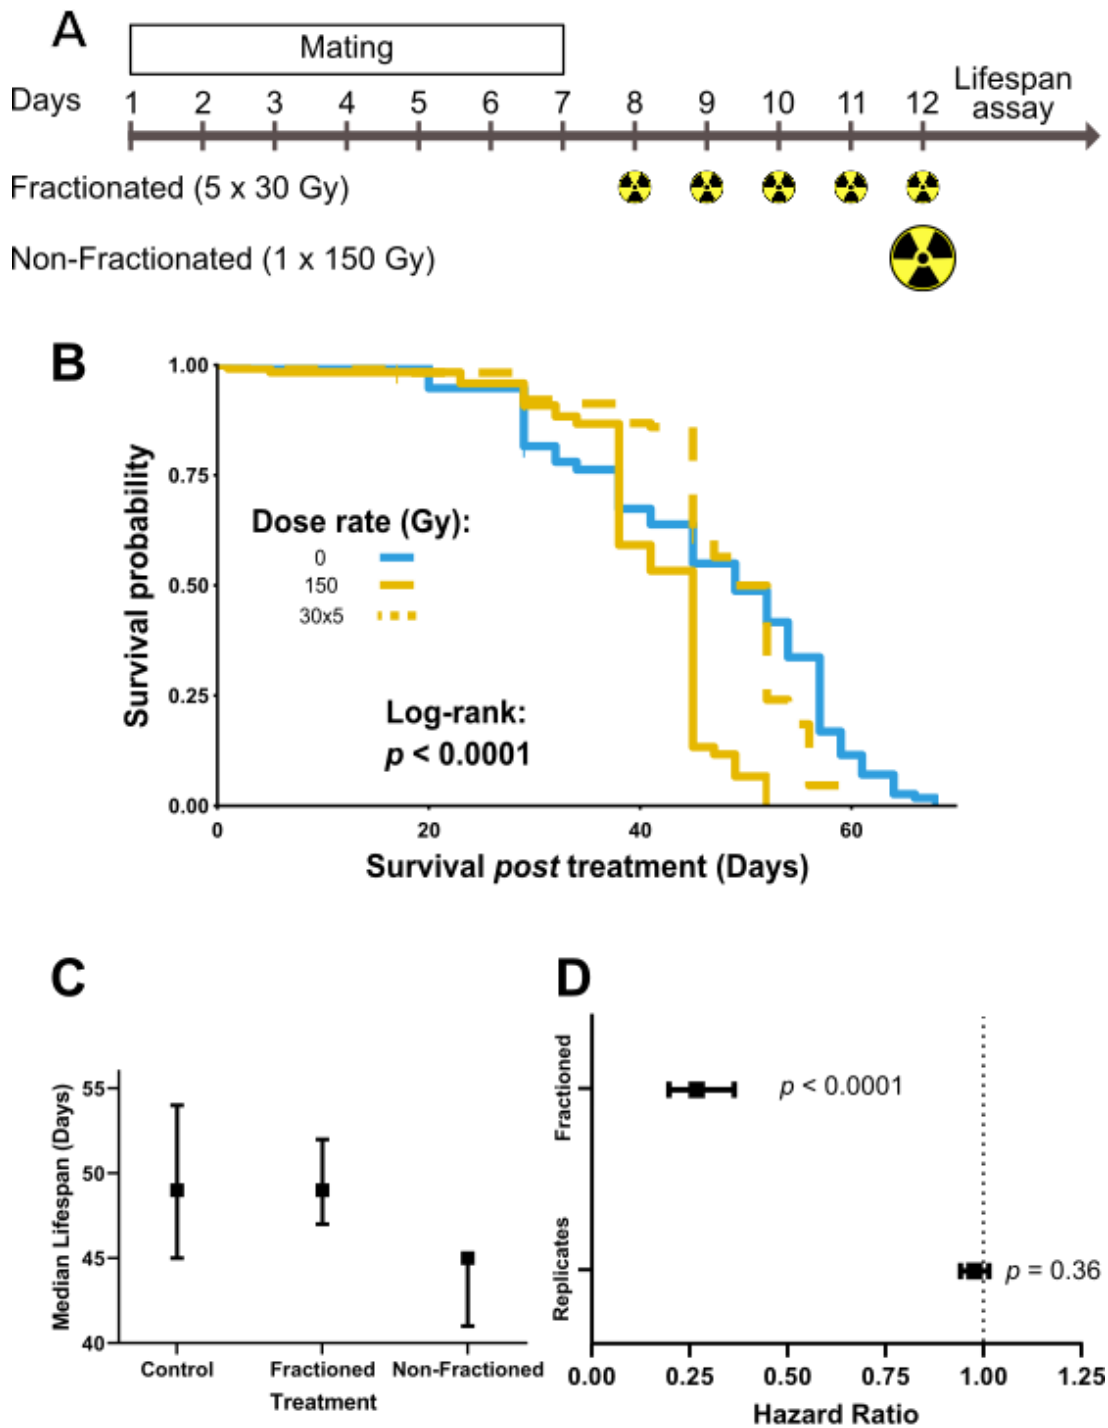 A
Mating
Days 1 2 3 4 5 6 7 8 9 10 11 12 Lifespan assay
Fractionated (5 x 30 Gy)
Non-Fractionated (1 x 150 Gy)
B
Survival probability
1.00
0.75
0.50
0.25
0.00
Dose rate (Gy):
0
150
30x5
Log-rank:
p < 0.0001
0 20 40 60
Survival post treatment (Days)
C
Median Lifespan (Days)
55
50
45
40
Control Fractioned Non-Fractioned
Treatment
D
Fractioned
p < 0.0001
Replicates
p = 0.36
0.00 0.25 0.50 0.75 1.00 1.25
Hazard Ratio